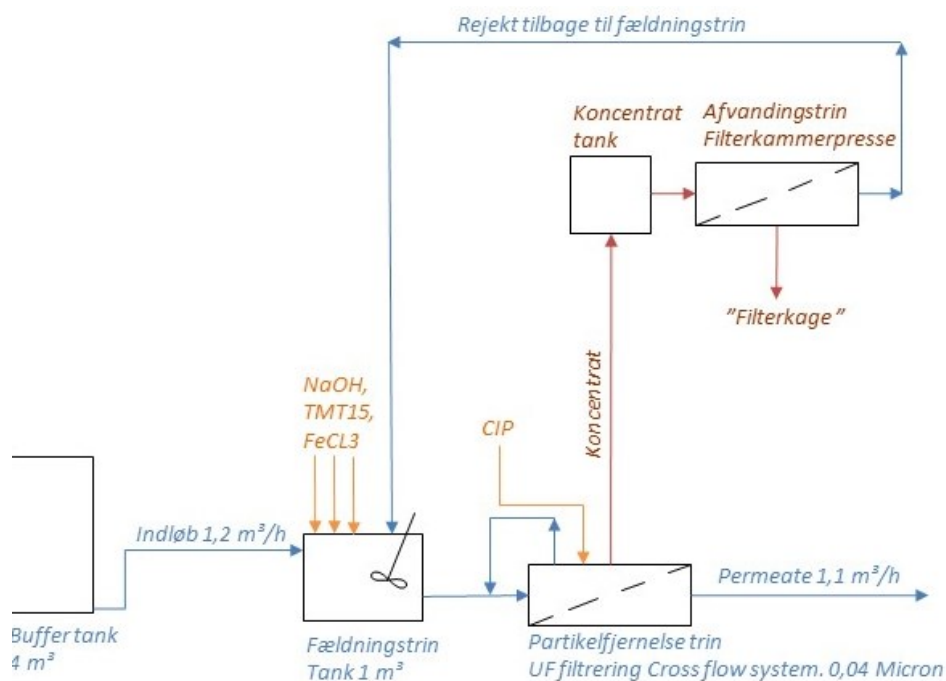 Rejekt tilbage til fældningstrin
Koncentrat
tank
Afvandingstrin
Filterkammerpresse
"Filterkage"
Koncentrat
NaOH,
TMT15,
FeCL3
CIP
Indløb 1,2 m³/h
Permeate 1,1 m³/h
Buffertank
4 m³
Fældningstrin
Tank 1 m³
Partikelfjernelse trin
UF filtrering Cross flow system. 0,04 Micron